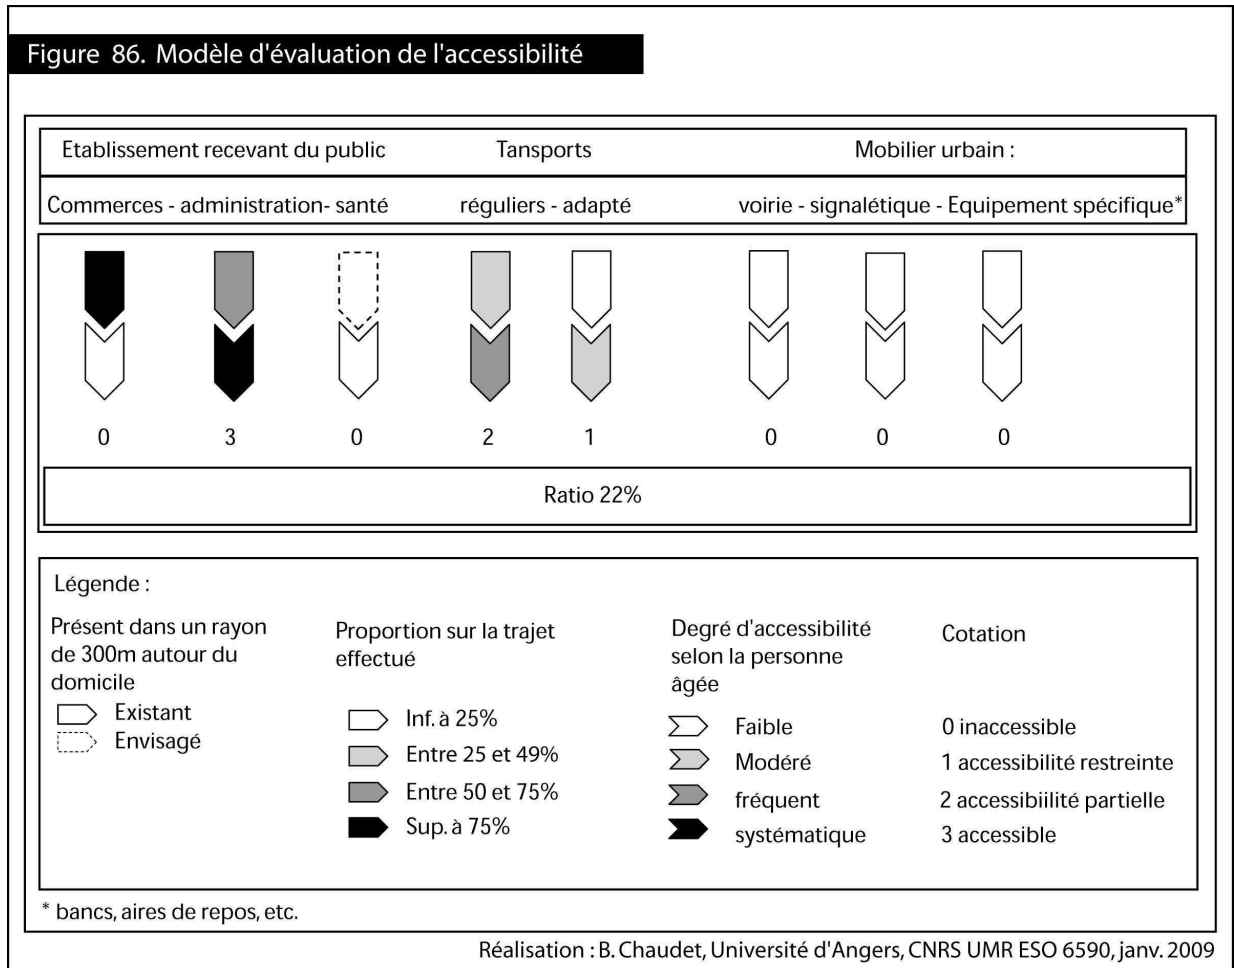 Figure 86. Modèle d'évaluation de l'accessibilité
Etablissement recevant du public Tansports Mobilier urbain :
Commerces - administration- santé réguliers - adapté voirie - signalétique - Equipement spécifique*
0 3 0 2 1 0 0 0
Ratio 22%
Légende :
Présent dans un rayon
de 300m autour du
domicile
Existant
Envisagé
Proportion sur la trajet
effectué
Inf. à 25%
Entre 25 et 49%
Entre 50 et 75%
Sup. à 75%
Degré d'accessibilité
selon la personne
âgée
Faible
Modéré
fréquent
systématique
Cotation
0 inaccessible
1 accessibilité restreinte
2 accessibiilité partielle
3 accessible
* bancs, aires de repos, etc.
Réalisation : B. Chaudet, Université d'Angers, CNRS UMR ESO 6590, janv. 2009